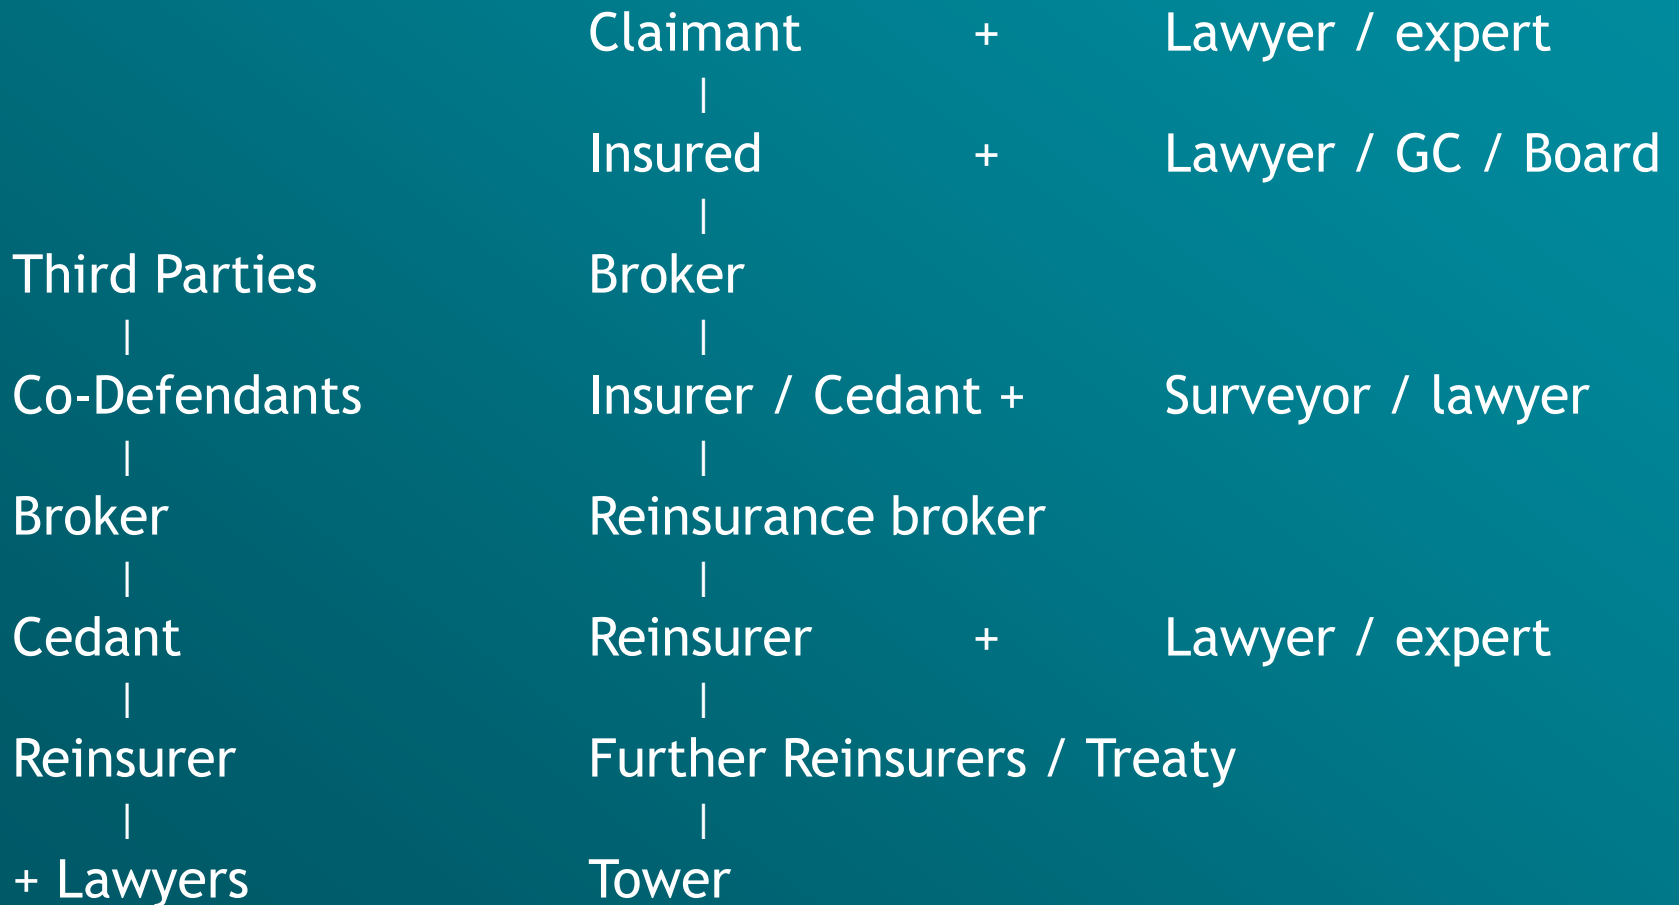 Claimant + Lawyer / expert
|
Insured + Lawyer / GC / Board
|
Third Parties Broker
| |
Co-Defendants Insurer / Cedant + Surveyor / lawyer
| |
Broker Reinsurance broker
| |
Cedant Reinsurer + Lawyer / expert
| |
Reinsurer Further Reinsurers / Treaty
| |
+ Lawyers Tower